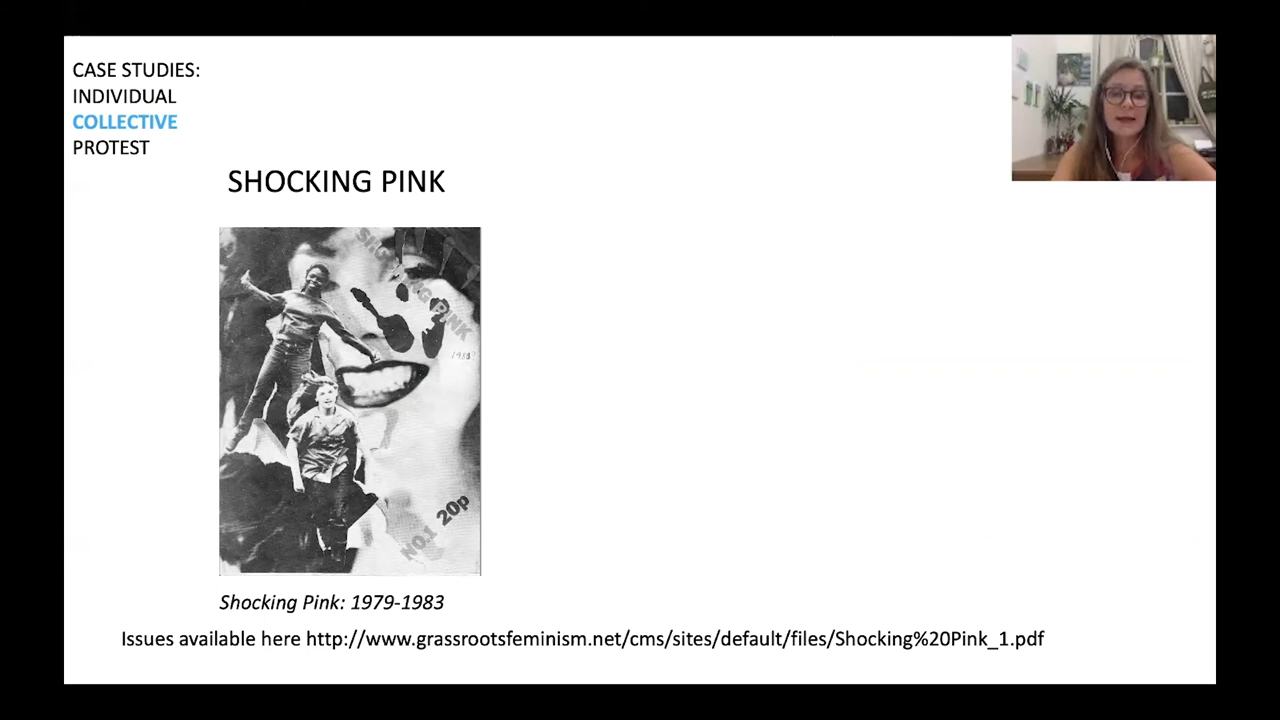 CASE STUDIES:
INDIVIDUAL
COLLECTIVE
PROTEST
SHOCKING PINK
SHOCKING PINK
NO.1 20p
Shocking Pink: 1979-1983
Issues available here http://www.grassrootsfeminism.net/cms/sites/default/files/Shocking%20Pink_1.pdf